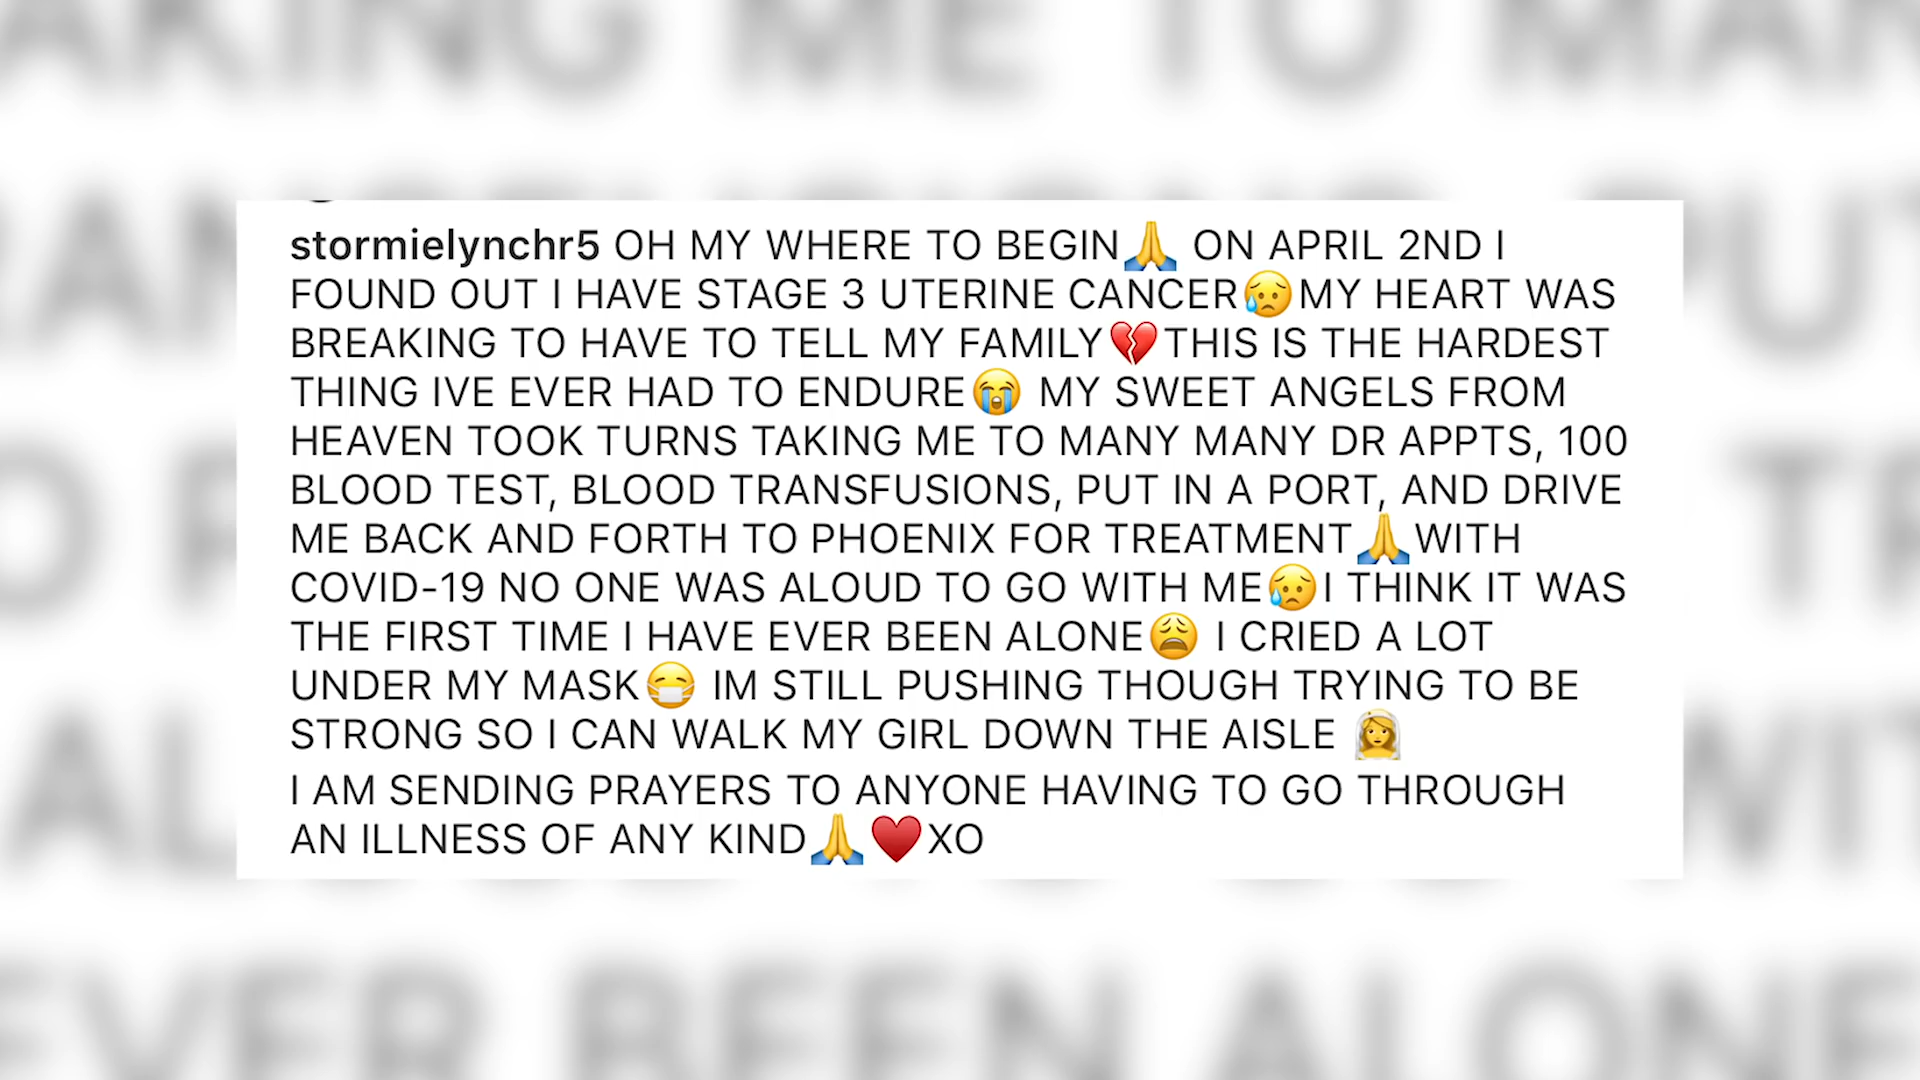 stormielynchr5 OH MY WHERE TO BEGIN🙏 ON APRIL 2ND I
FOUND OUT I HAVE STAGE 3 UTERINE CANCER😥MY HEART WAS
BREAKING TO HAVE TO TELL MY FAMILY💔THIS IS THE HARDEST
THING IVE EVER HAD TO ENDURE😭 MY SWEET ANGELS FROM
HEAVEN TOOK TURNS TAKING ME TO MANY MANY DR APPTS, 100
BLOOD TEST, BLOOD TRANSFUSIONS, PUT IN A PORT, AND DRIVE
ME BACK AND FORTH TO PHOENIX FOR TREATMENT🙏WITH
COVID-19 NO ONE WAS ALOUD TO GO WITH ME😥I THINK IT WAS
THE FIRST TIME I HAVE EVER BEEN ALONE😩 I CRIED A LOT
UNDER MY MASK😷 IM STILL PUSHING THOUGH TRYING TO BE
STRONG SO I CAN WALK MY GIRL DOWN THE AISLE 👰
I AM SENDING PRAYERS TO ANYONE HAVING TO GO THROUGH
AN ILLNESS OF ANY KIND🙏♥️XO